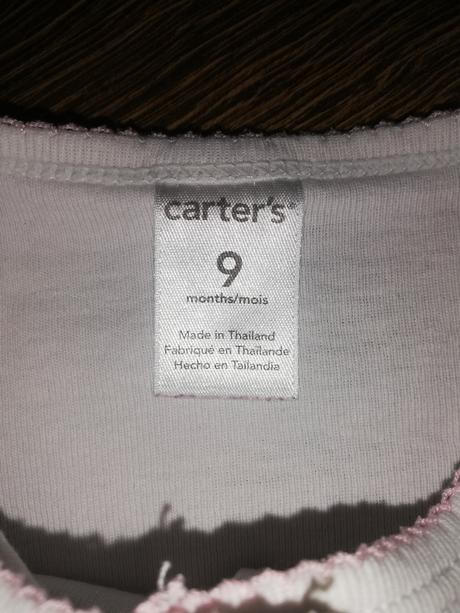 carter's
9
months/mois
Made in Thailand
Fabriqué en Thaïlande
Hecho en Tailandia